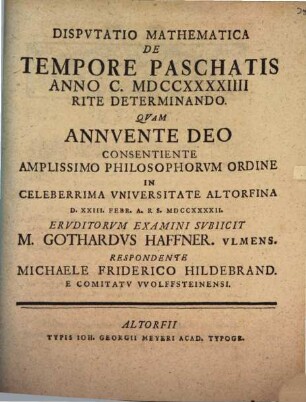 DISPVTATIO MATHEMATICA
DE
TEMPORE PASCHATIS
ANNO C. MDCCXXXXIIII
RITE DETERMINANDO.
QVAM
ANNVENTE DEO
CONSENTIENTE
AMPLISSIMO PHILOSOPHORVM ORDINE
IN
CELEBERRIMA VNIVERSITATE ALTORFINA
D. XXIII. FEBR. A. R S. MDCCXXXXII.
ERVDITORVM EXAMINI SVBIICIT
M. GOTHARDVS HAFFNER. VLMENS.
RESPONDENTE
MICHAELE FRIDERICO HILDEBRAND.
E COMITATV VVOLFFSTEINENSI.
ALTORFII
TYPIS IOH. GEORGII MEYERI ACAD. TYPOGR.